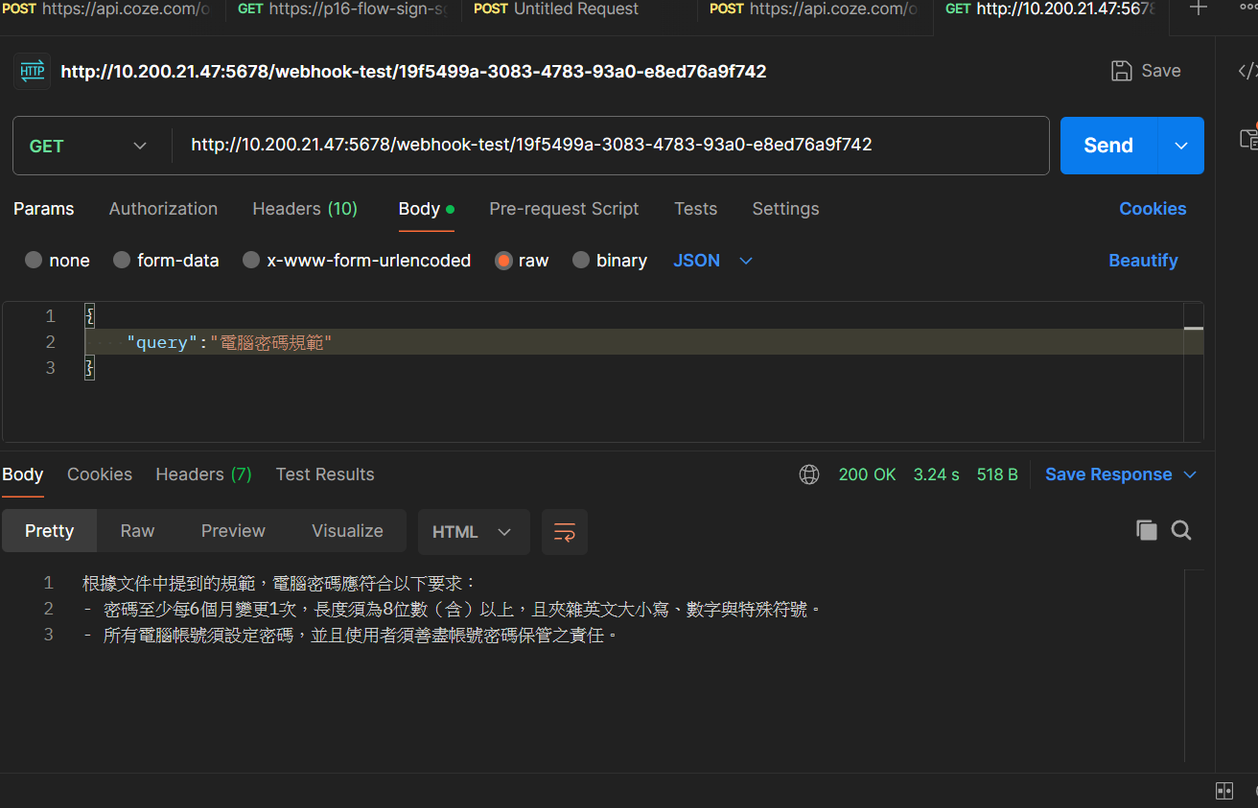 POST https://api.coze.com/o GET https://p16-flow-sign-s POST Untitled Request POST https://api.coze.com/o GET http://10.200.21.47:5678
HTTP http://10.200.21.47:5678/webhook-test/19f5499a-3083-4783-93a0-e8ed76a9f742 Save
GET http://10.200.21.47:5678/webhook-test/19f5499a-3083-4783-93a0-e8ed76a9f742 Send
Params Authorization Headers (10) Body Pre-request Script Tests Settings Cookies
none form-data x-www-form-urlencoded raw binary JSON Beautify
1 {
2 "query":"電腦密碼規範"
3 }
Body Cookies Headers (7) Test Results 200 OK 3.24 s 518 B Save Response
Pretty Raw Preview Visualize HTML
1 根據文件中提到的規範，電腦密碼應符合以下要求：
2 - 密碼至少每6個月變更1次，長度須為8位數（含）以上，且夾雜英文大小寫、數字與特殊符號。
3 - 所有電腦帳號須設定密碼，並且使用者須善盡帳號密碼保管之責任。